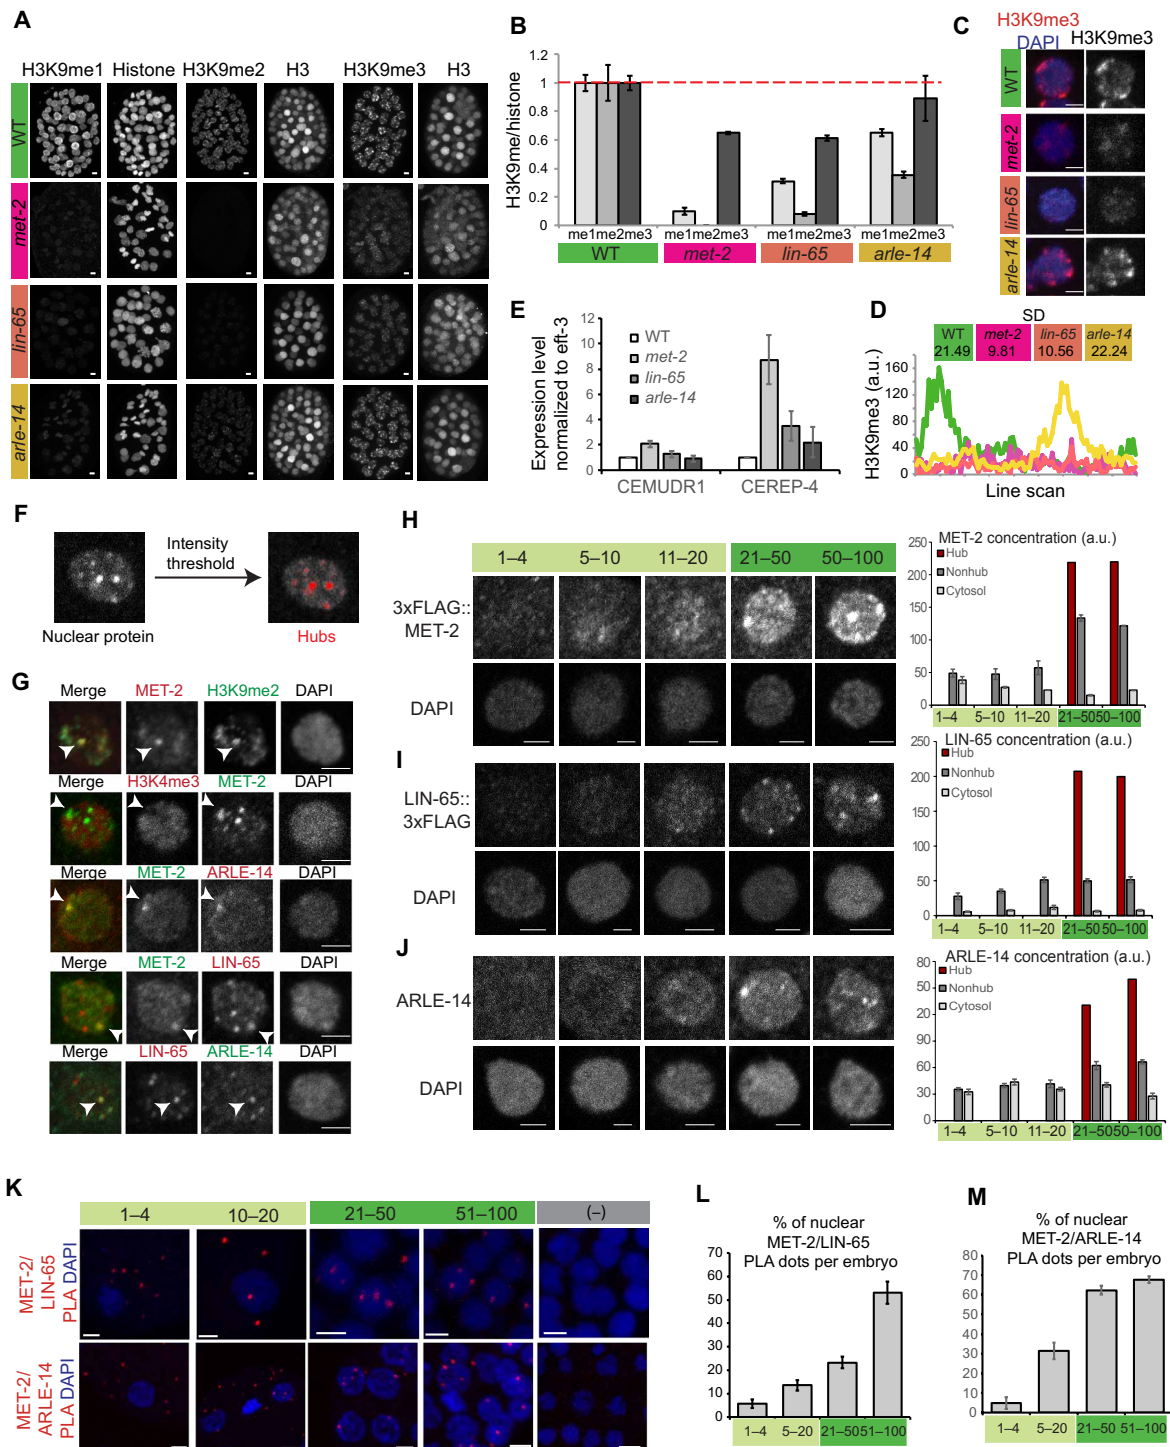 A
H3K9me1 Histone H3K9me2 H3 H3K9me3 H3
WT
met-2
lin-65
arle-14
B
H3K9me/histone
1.2
1
0.8
0.6
0.4
0.2
0
me1me2me3 me1me2me3 me1me2me3 me1me2me3
WT met-2 lin-65 arle-14
C
H3K9me3
DAPI H3K9me3
WT
met-2
lin-65
arle-14
D
SD
WT met-2 lin-65 arle-14
21.49 9.81 10.56 22.24
H3K9me3 (a.u.)
160
120
80
40
0
Line scan
E
Expression level
normalized to eft-3
12
10
8
6
4
2
0
WT
met-2
lin-65
arle-14
CEMUDR1 CEREP-4
F
Intensity
threshold
Nuclear protein Hubs
G
Merge MET-2 H3K9me2 DAPI
Merge H3K4me3 MET-2 DAPI
Merge MET-2 ARLE-14 DAPI
Merge MET-2 LIN-65 DAPI
Merge LIN-65 ARLE-14 DAPI
H
1–4 5–10 11–20 21–50 50–100
3xFLAG::
MET-2
DAPI
MET-2 concentration (a.u.)
250
200
150
100
50
0
Hub
Nonhub
Cytosol
1–4 5–10 11–20 21–50 50–100
I
LIN-65::
3xFLAG
DAPI
LIN-65 concentration (a.u.)
250
200
150
100
50
0
Hub
Nonhub
Cytosol
1–4 5–10 11–20 21–50 50–100
J
ARLE-14
DAPI
ARLE-14 concentration (a.u.)
80
60
20
90
60
30
0
Hub
Nonhub
Cytosol
1–4 5–10 11–20 21–50 50–100
K
1–4 10–20 21–50 51–100 (–)
MET-2/
LIN-65
PLA DAPI
MET-2/
ARLE-14
PLA DAPI
L
% of nuclear
MET-2/LIN-65
PLA dots per embryo
70
60
50
40
30
20
10
0
1–4 5–20 21–50 51–100
M
% of nuclear
MET-2/ARLE-14
PLA dots per embryo
80
70
60
50
40
30
20
10
0
1–4 5–20 21–50 51–100